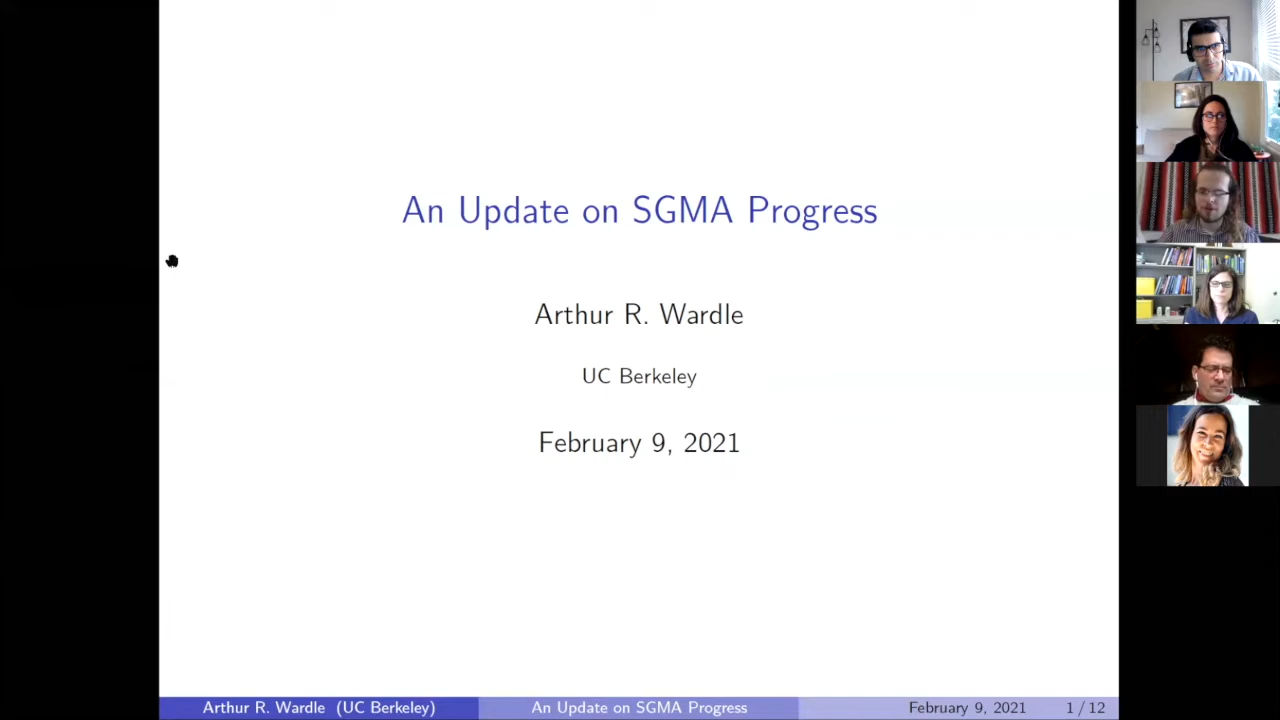 An Update on SGMA Progress
Arthur R. Wardle
UC Berkeley
February 9, 2021
Arthur R. Wardle (UC Berkeley) An Update on SGMA Progress February 9, 2021 1 / 12